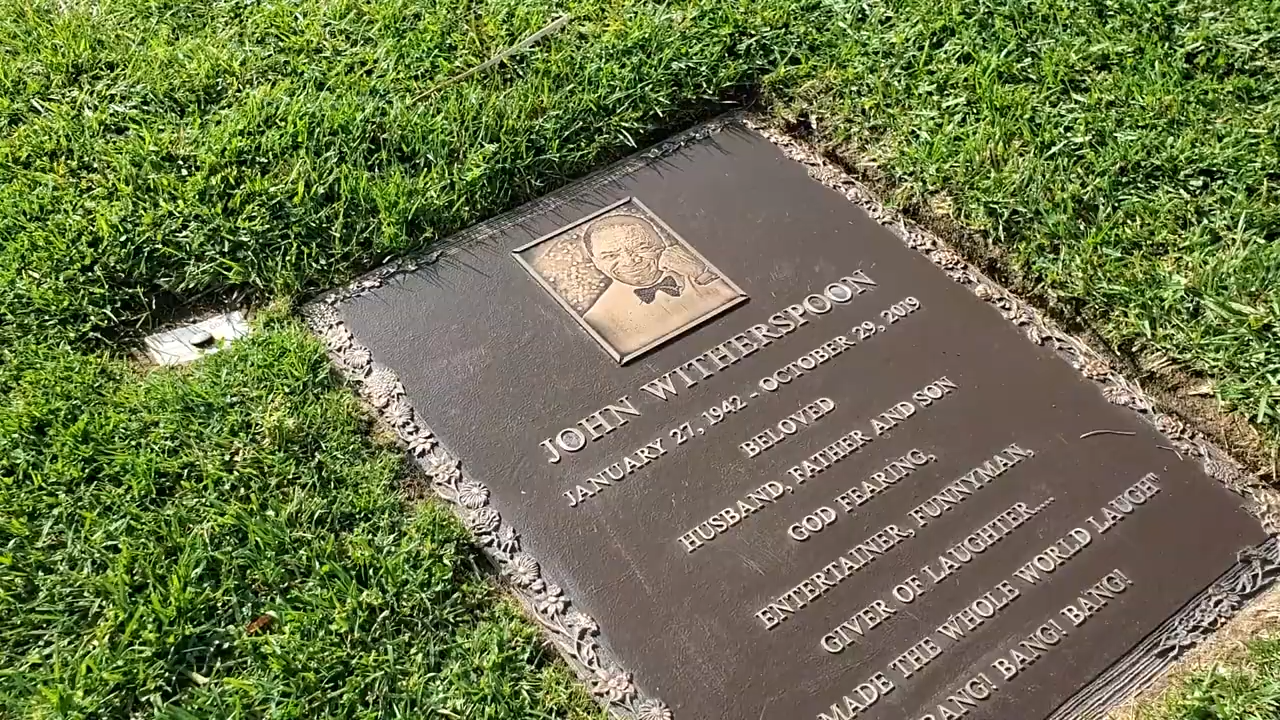 JOHN WITHERSPOON
JANUARY 27, 1942 - OCTOBER 29, 2019
BELOVED
HUSBAND, FATHER AND SON
GOD FEARING,
ENTERTAINER, FUNNYMAN,
GIVER OF LAUGHTER....
MADE THE WHOLE WORLD LAUGH"
BANG! BANG! BANG!